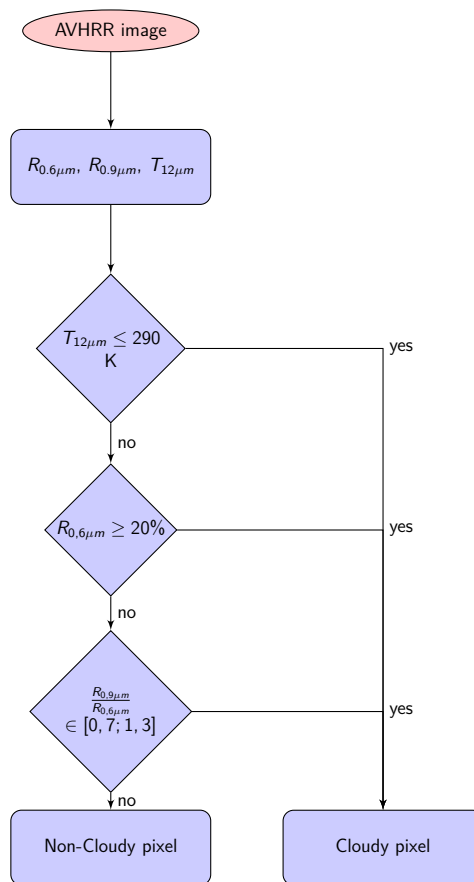 AVHRR image
R0.6μm, R0.9μm, T12μm
T12μm ≤ 290
K
yes
no
R0,6μm ≥ 20%
yes
no
R0,9μm
R0,6μm
∈ [0, 7; 1, 3]
yes
no
Non-Cloudy pixel
Cloudy pixel